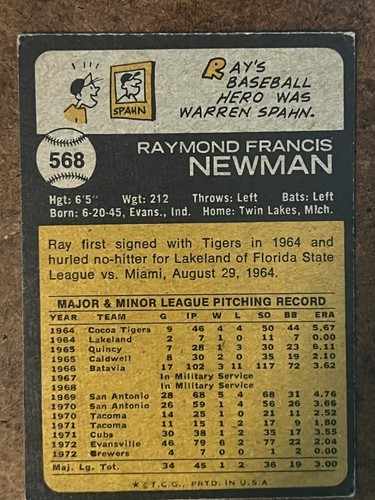 RAY'S
BASEBALL
HERO WAS
WARREN SPAHN.
SPAHN
568
RAYMOND FRANCIS
NEWMAN
Hgt: 6'5" Wgt: 212 Throws: Left Bats: Left
Born: 6-20-45, Evans., Ind. Home: Twin Lakes, Mich.
Ray first signed with Tigers in 1964 and
hurled no-hitter for Lakeland of Florida State
League vs. Miami, August 29, 1964.
MAJOR & MINOR LEAGUE PITCHING RECORD
YEAR TEAM G IP W L SO BB ERA
1964 Cocoa Tigers 9 46 4 4 50 44 5.67
1964 Lakeland 2 7 1 0 11 7 0.00
1965 Quincy 7 28 1 3 30 23 6.11
1965 Caldwell 8 30 2 0 35 19 2.10
1966 Batavia 17 102 3 11 117 72 3.62
1967 In Military Service
1968 In Military Service
1969 San Antonio 28 68 5 4 68 31 4.76
1970 San Antonio 26 59 1 4 56 26 3.66
1970 Tacoma 14 25 1 0 21 11 2.52
1971 Tacoma 11 15 1 2 17 9 1.80
1971 Cubs 30 38 1 2 35 17 3.55
1972 Evansville 46 79 6 2 77 22 2.04
1972 Brewers 4 7 0 0 1 2 0.00
Maj. Lg. Tot. 34 45 1 2 36 19 3.00
★ © T.C.G., PRTD. IN U.S.A.